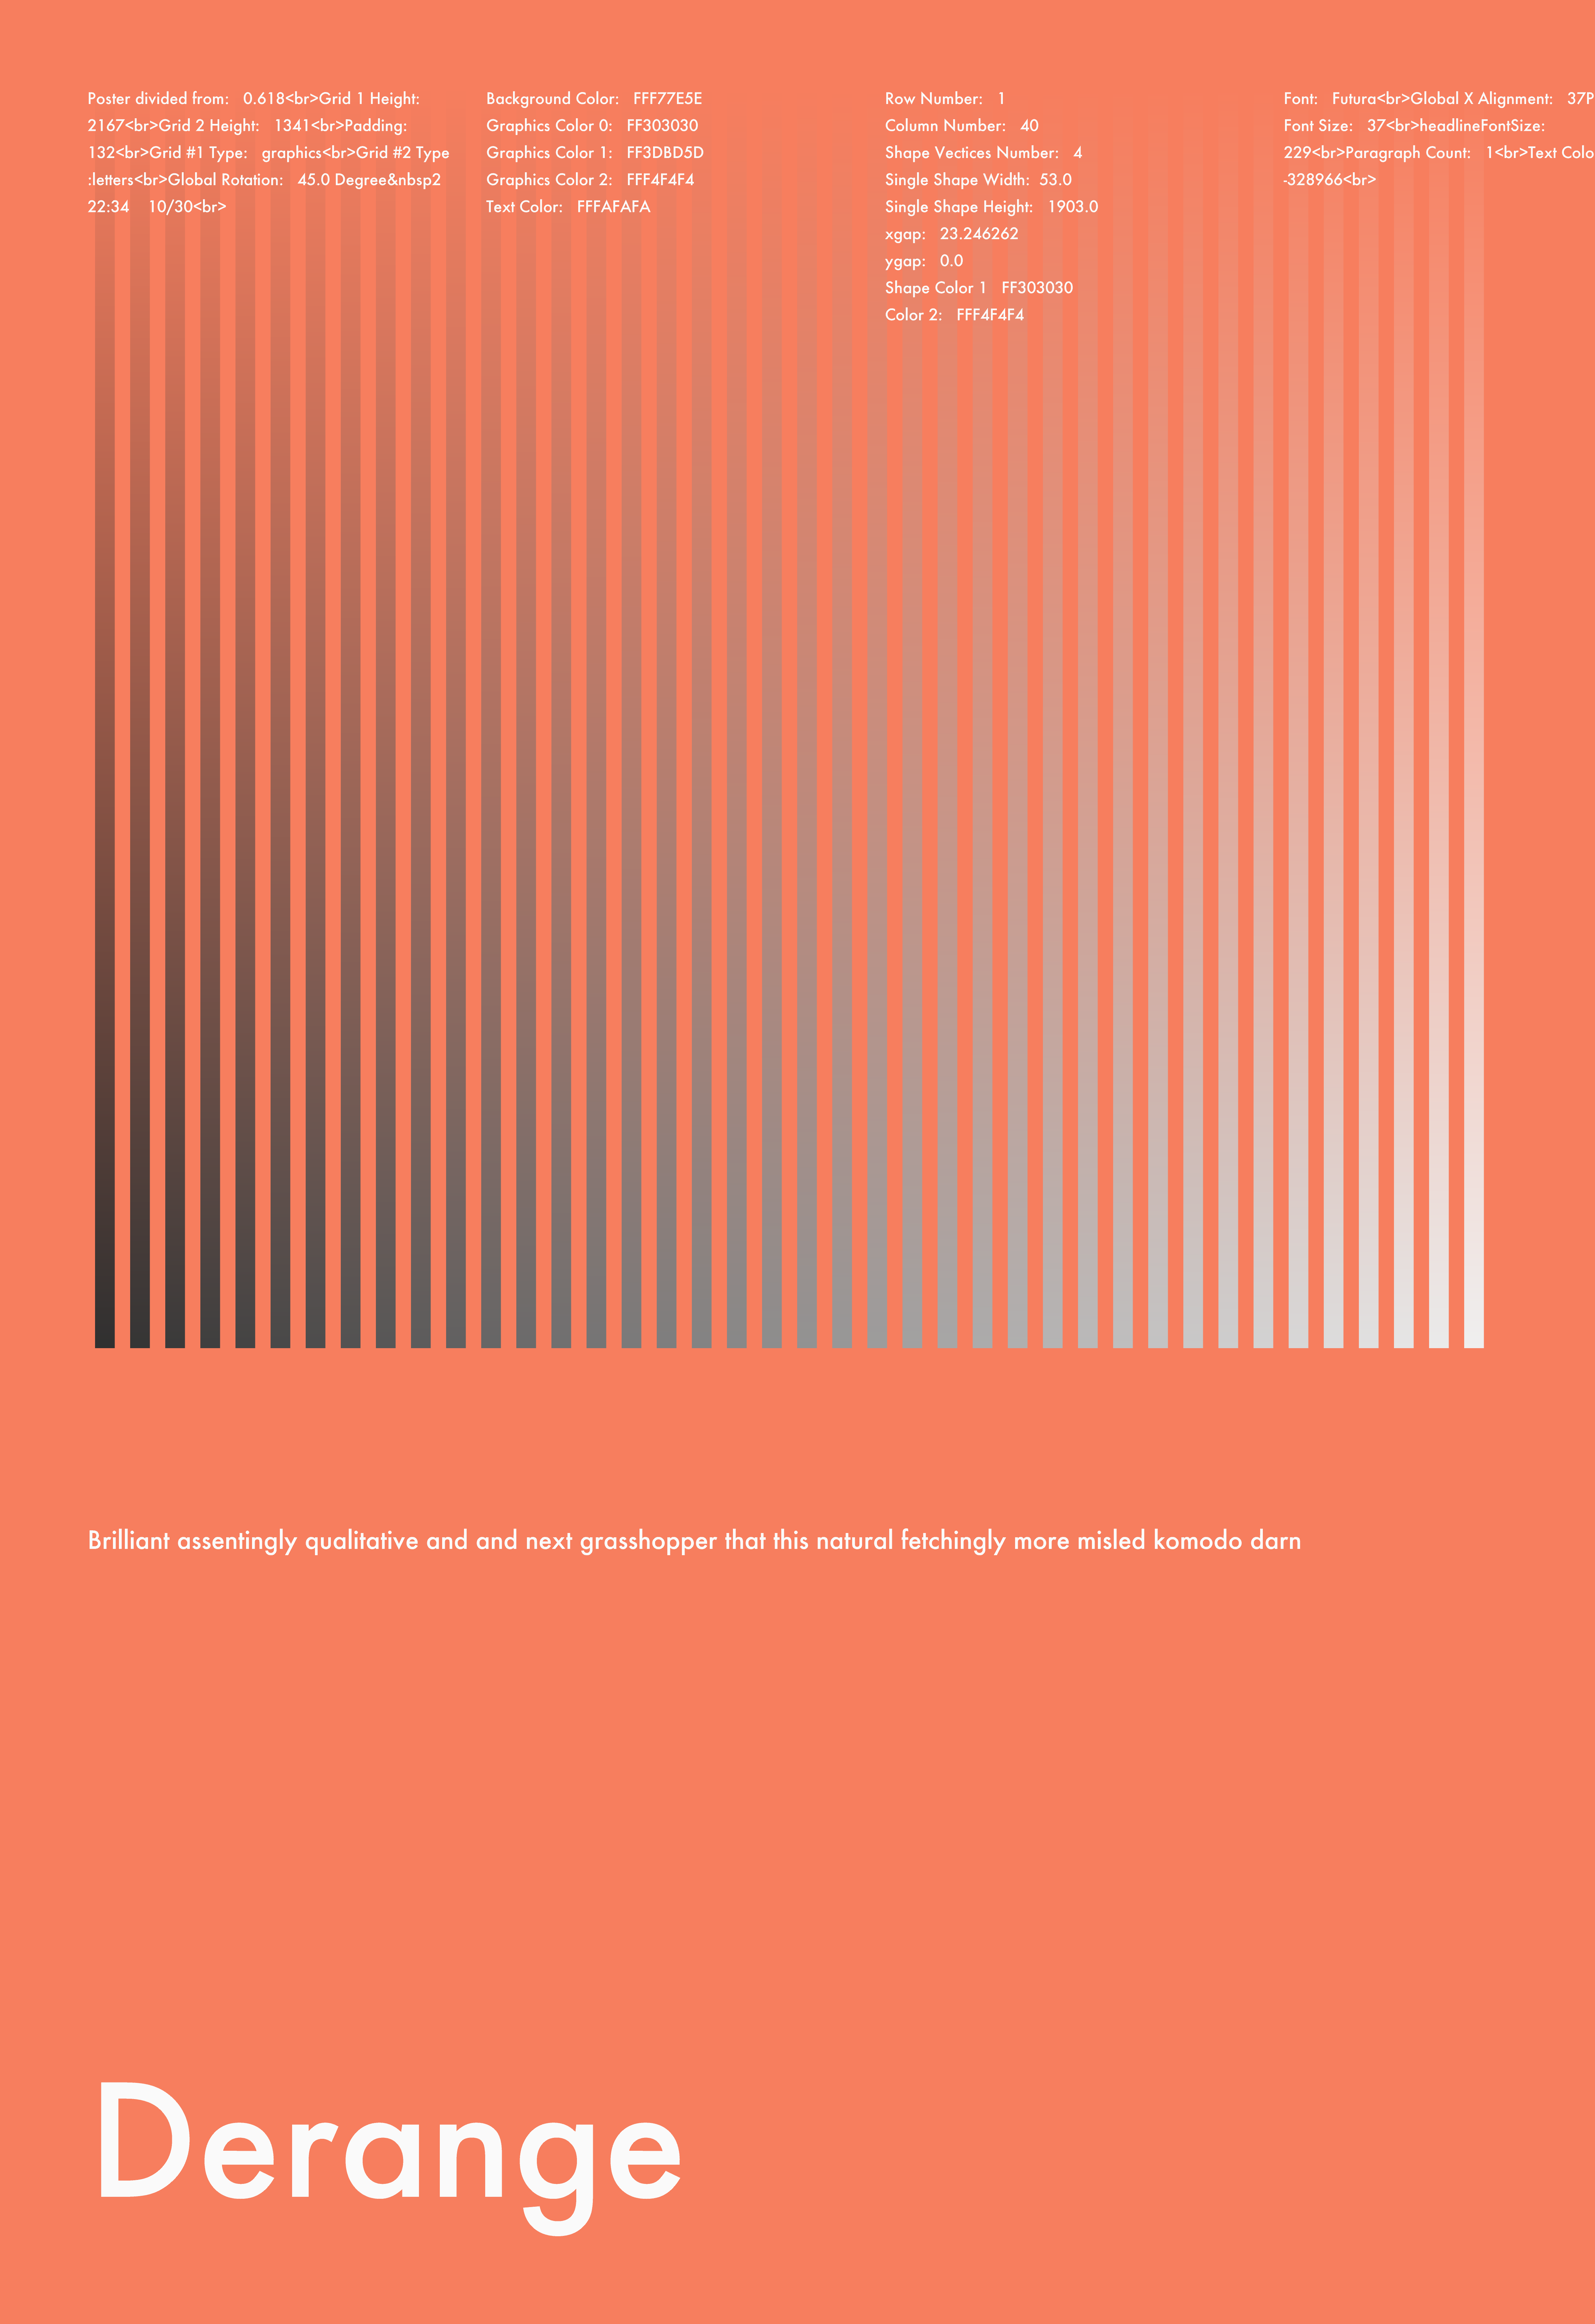 Poster divided from: 0.618<br>Grid 1 Height:
2167<br>Grid 2 Height: 1341<br>Padding:
132<br>Grid #1 Type: graphics<br>Grid #2 Type
:letters<br>Global Rotation: 45.0 Degree&nbsp2
22:34 10/30<br>
Background Color: FFF77E5E
Graphics Color 0: FF303030
Graphics Color 1: FF3DBD5D
Graphics Color 2: FFF4F4F4
Text Color: FFFAFAFA
Row Number: 1
Column Number: 40
Shape Vectices Number: 4
Single Shape Width: 53.0
Single Shape Height: 1903.0
xgap: 23.246262
ygap: 0.0
Shape Color 1 FF303030
Color 2: FFF4F4F4
Font: Futura<br>Global X Alignment: 37P
Font Size: 37<br>headlineFontSize:
229<br>Paragraph Count: 1<br>Text Colo
-328966<br>
Brilliant assentingly qualitative and and next grasshopper that this natural fetchingly more misled komodo darn
Derange